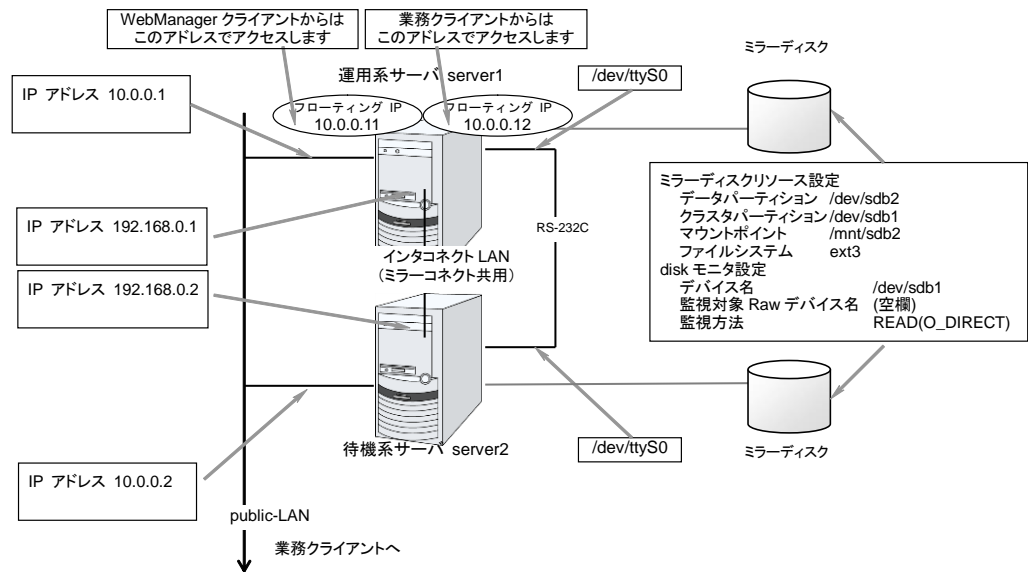 WebManager クライアントからは
このアドレスでアクセスします
業務クライアントからは
このアドレスでアクセスします
ミラーディスク
運用系サーバ server1
/dev/ttyS0
IP アドレス 10.0.0.1
フローティング IP
10.0.0.11
フローティング IP
10.0.0.12
ミラーディスクリソース設定
データパーティション /dev/sdb2
クラスタパーティション /dev/sdb1
マウントポイント /mnt/sdb2
ファイルシステム ext3
disk モニタ設定
デバイス名 /dev/sdb1
監視対象 Raw デバイス名 (空欄)
監視方法 READ(O_DIRECT)
IP アドレス 192.168.0.1
RS-232C
インタコネクト LAN
（ミラーコネクト共用）
IP アドレス 192.168.0.2
待機系サーバ server2
/dev/ttyS0
ミラーディスク
IP アドレス 10.0.0.2
public-LAN
業務クライアントへ